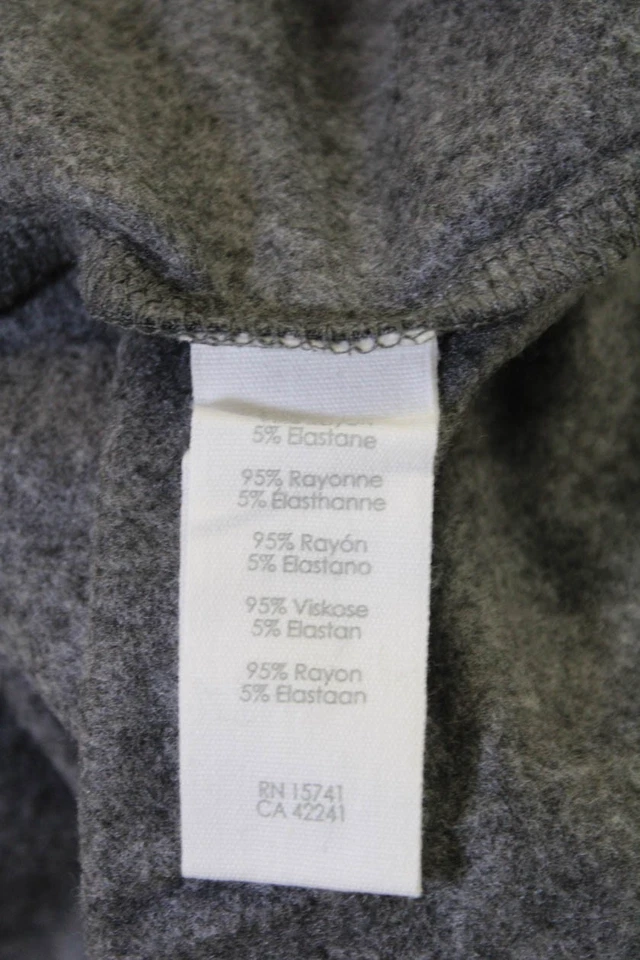 5% Elastane
95% Rayonne
5% Elasthanne
95% Rayón
5% Elastano
95% Viskose
5% Elastan
95% Rayon
5% Elastaan
RN 15741
CA 42241